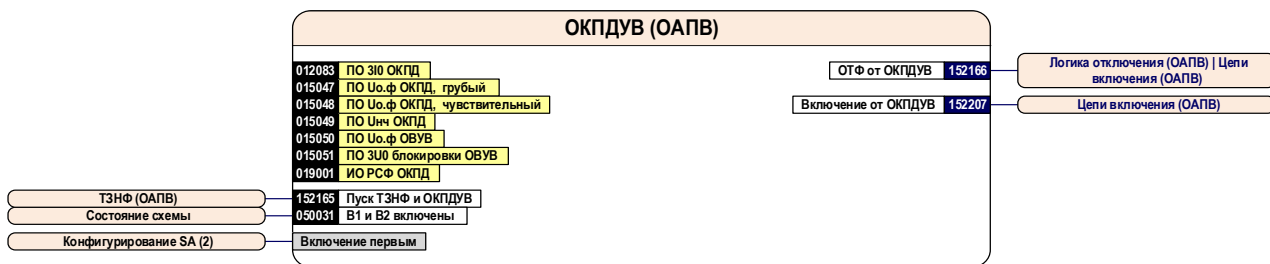 ОКПДУВ (ОАПВ)
012083 ПО 3I0 ОКПД
015047 ПО Uо.ф ОКПД, грубый
015048 ПО Uо.ф ОКПД, чувствительный
015049 ПО Uнч ОКПД
015050 ПО Uо.ф ОВУВ
015051 ПО 3U0 блокировки ОВУВ
019001 ИО РСФ ОКПД
ОТФ от ОКПДУВ 152166
Логика отключения (ОАПВ) | Цепи
включения (ОАПВ)
Включение от ОКПДУВ 152207
Цепи включения (ОАПВ)
ТЗНФ (ОАПВ)
152165 Пуск ТЗНФ и ОКПДУВ
Состояние схемы
050031 В1 и В2 включены
Конфигурирование SA (2)
Включение первым